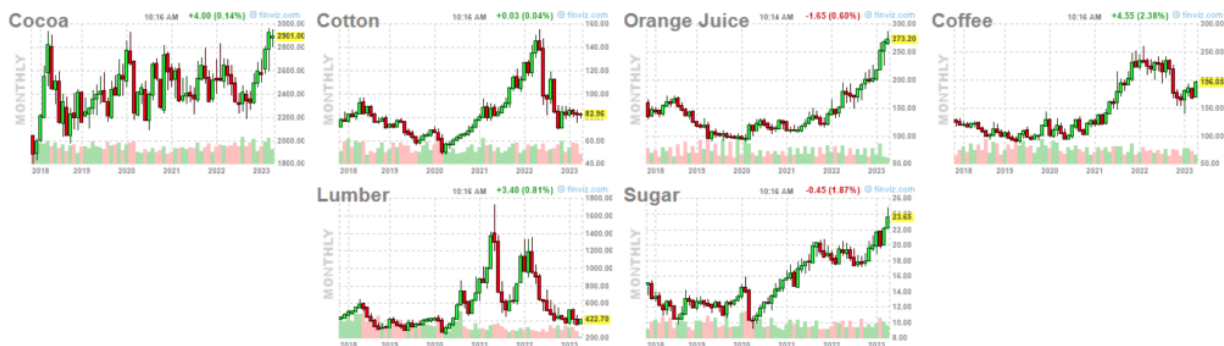 Cocoa 10:16 AM +4.00 (0.14%) finviz.com
MONTHLY
3000.00
2901.00
2800.00
2600.00
2400.00
2200.00
2000.00
1800.00
2018 2019 2020 2021 2022 2023
Cotton 10:16 AM +0.03 (0.04%) finviz.com
MONTHLY
160.00
140.00
120.00
100.00
82.96
60.00
40.00
2018 2019 2020 2021 2022 2023
Orange Juice 10:14 AM -1.65 (0.60%) finviz.com
MONTHLY
300.00
273.20
250.00
200.00
150.00
100.00
50.00
2018 2019 2020 2021 2022 2023
Coffee 10:16 AM +4.55 (2.38%) finviz.com
MONTHLY
300.00
250.00
196.05
150.00
100.00
50.00
2018 2019 2020 2021 2022 2023
Lumber 10:16 AM +3.40 (0.81%) finviz.com
MONTHLY
1800.00
1600.00
1400.00
1200.00
1000.00
800.00
600.00
422.70
200.00
2018 2019 2020 2021 2022 2023
Sugar 10:16 AM -0.45 (1.87%) finviz.com
MONTHLY
26.00
23.65
22.00
20.00
18.00
16.00
14.00
12.00
10.00
8.00
2018 2019 2020 2021 2022 2023